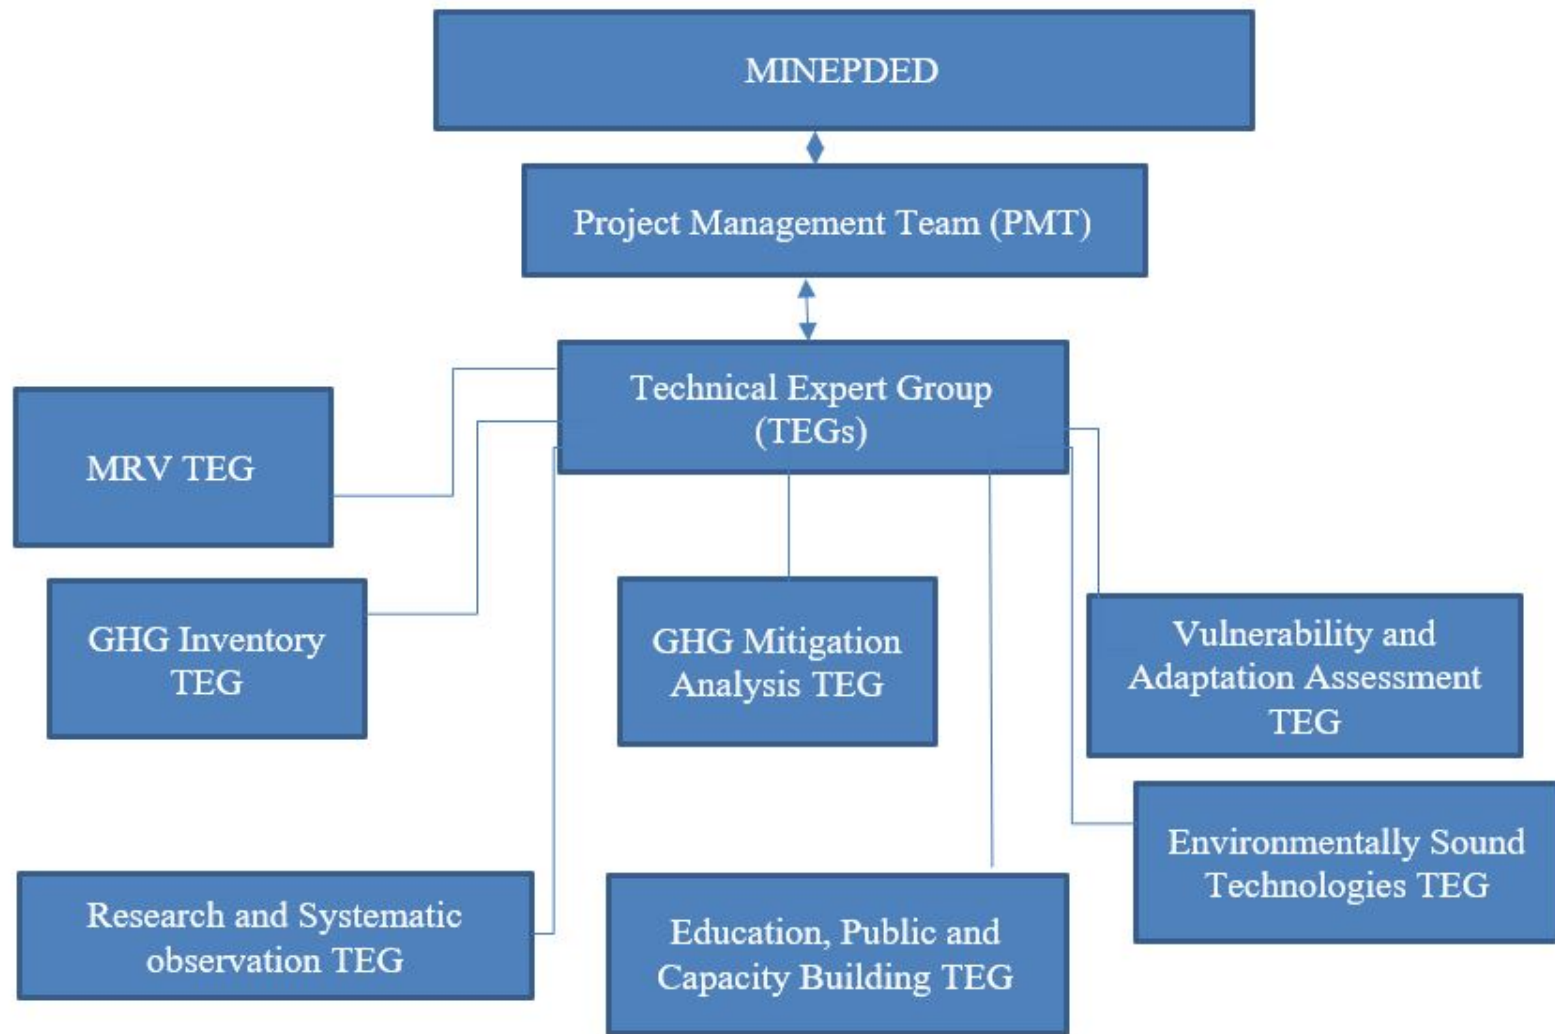 MINEPDED
Project Management Team (PMT)
Technical Expert Group
(TEGs)
MRV TEG
GHG Inventory
TEG
GHG Mitigation
Analysis TEG
Vulnerability and
Adaptation Assessment
TEG
Environmentally Sound
Technologies TEG
Research and Systematic
observation TEG
Education, Public and
Capacity Building TEG